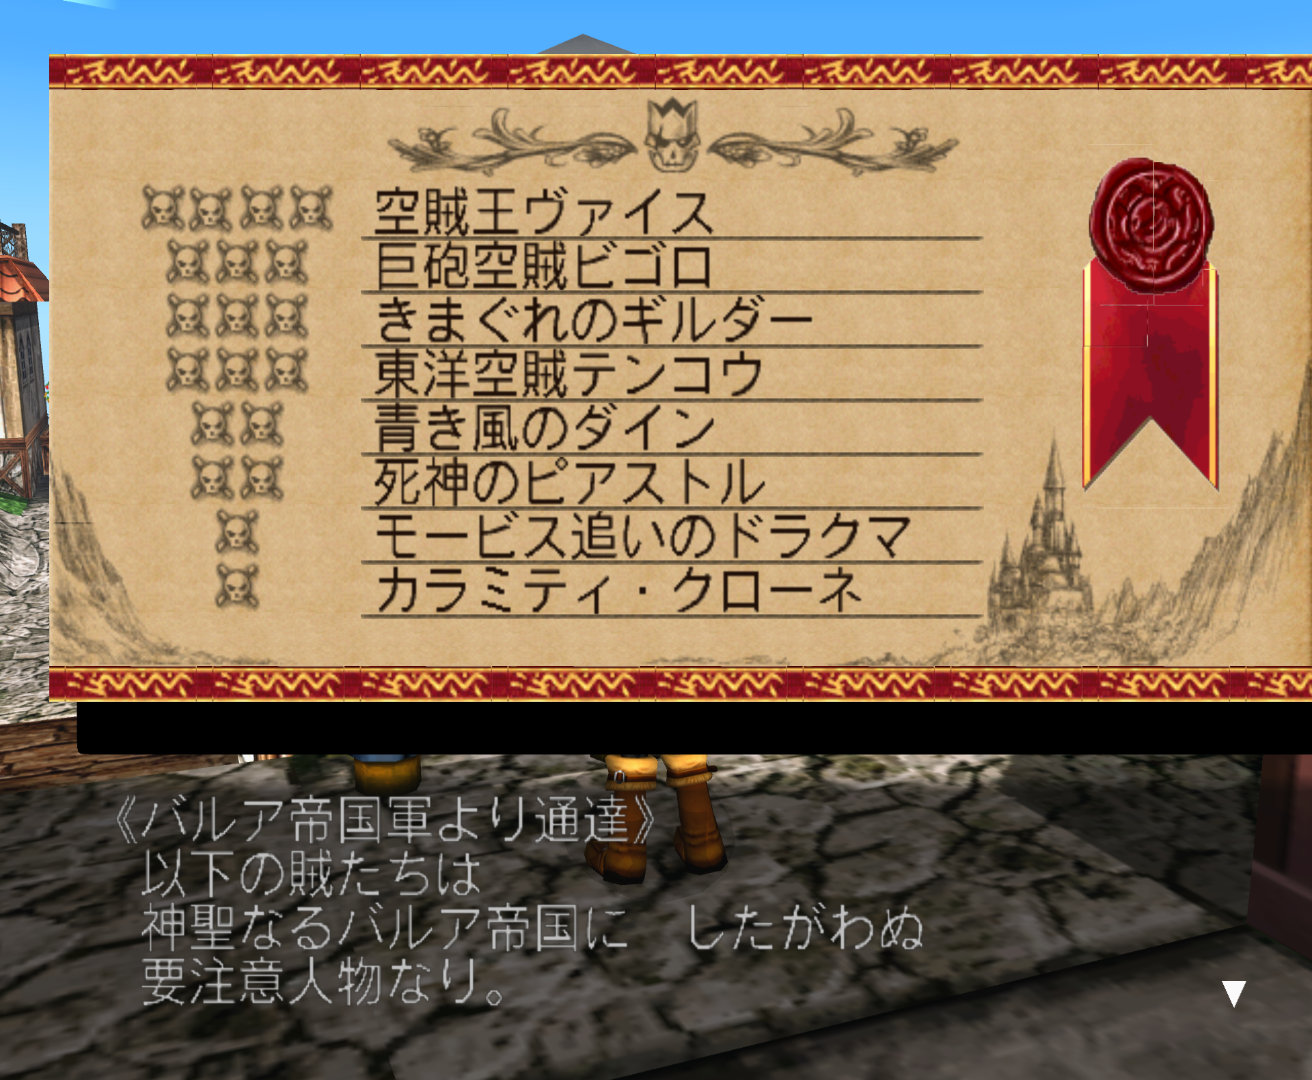 空賊王ヴァイス
巨砲空賊ビゴロ
きまぐれのギルダー
東洋空賊テンコウ
青き風のダイン
死神のピアストル
モービス追いのドラクマ
カラミティ・クローネ
《バルア帝国軍より通達》
以下の賊たちは
神聖なるバルア帝国に　したがわぬ
要注意人物なり。